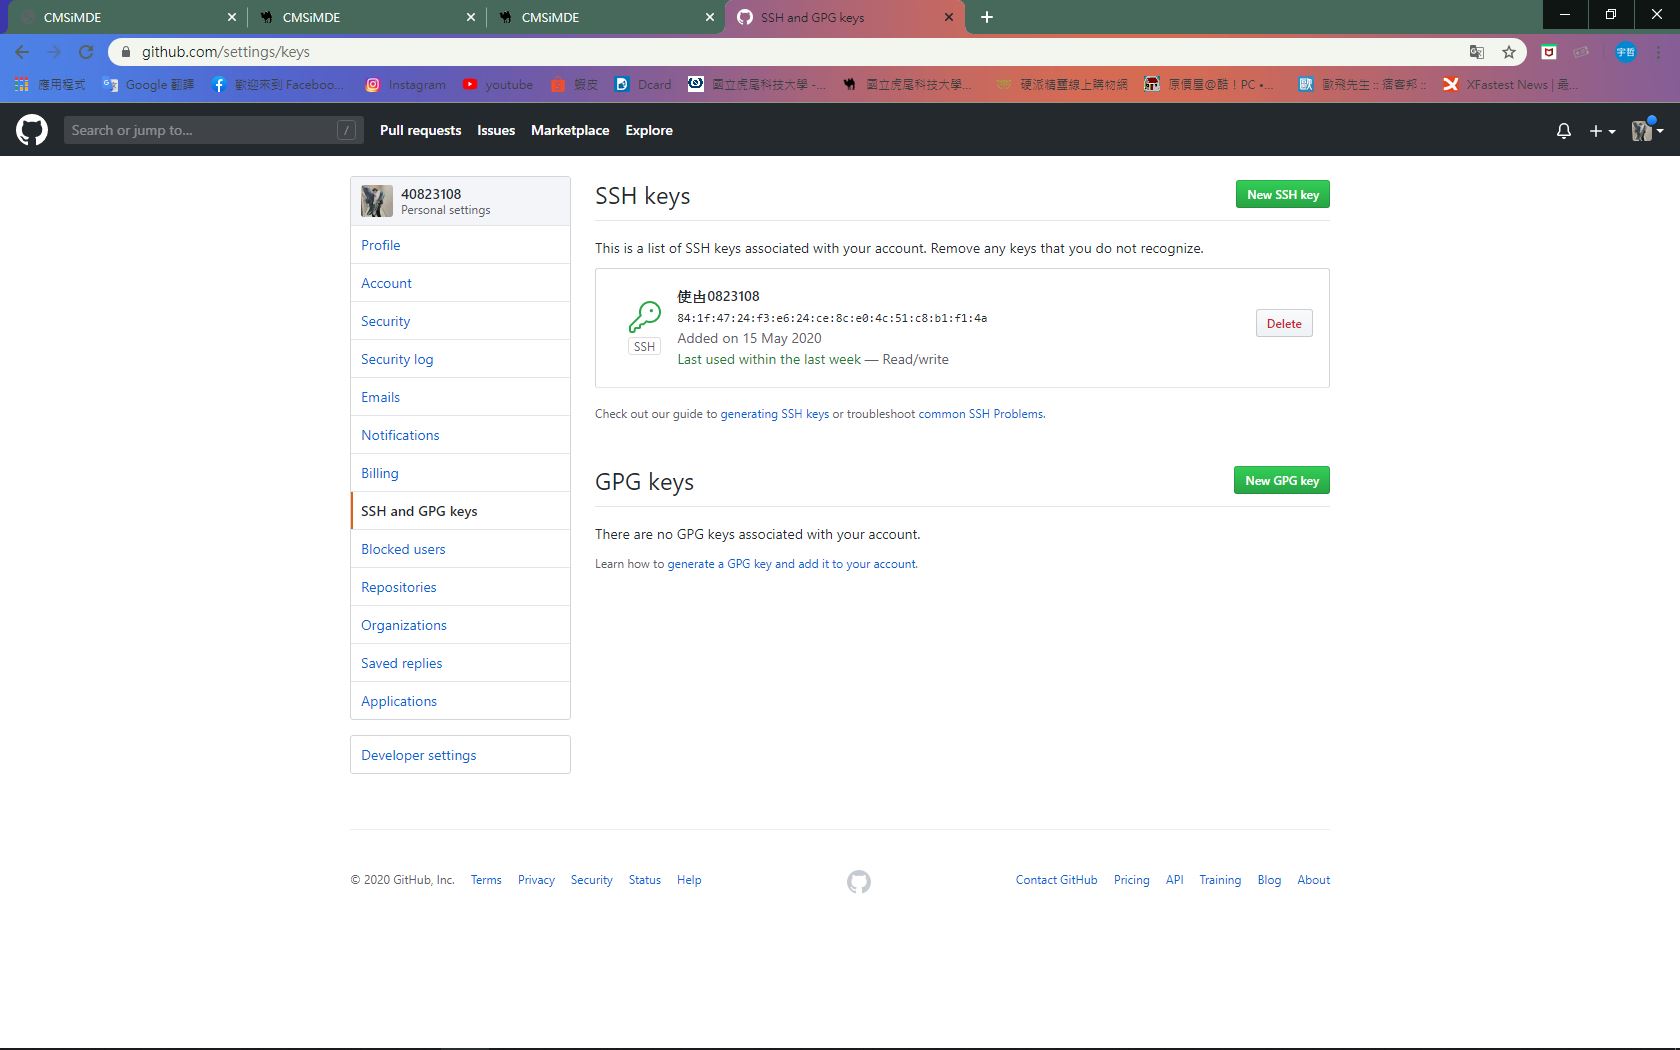 CMSiMDE
CMSiMDE
CMSiMDE
SSH and GPG keys
github.com/settings/keys
宇哲
應用程式
Google 翻譯
歡迎來到 Faceboo...
Instagram
youtube
蝦皮
Dcard
國立虎尾科技大學 -...
國立虎尾科技大學...
硬派精璽線上購物網
原價屋@酷！PC •...
歐飛先生 :: 痞客邦 ::
XFastest News | 最...
Search or jump to... /
Pull requests
Issues
Marketplace
Explore
40823108
Personal settings
Profile
Account
Security
Security log
Emails
Notifications
Billing
SSH and GPG keys
Blocked users
Repositories
Organizations
Saved replies
Applications
Developer settings
SSH keys
New SSH key
This is a list of SSH keys associated with your account. Remove any keys that you do not recognize.
SSH
0823108
84:1f:47:24:f3:e6:24:ce:8c:e0:4c:51:c8:b1:f1:4a
Added on 15 May 2020
Last used within the last week — Read/write
Delete
Check out our guide to generating SSH keys or troubleshoot common SSH Problems.
GPG keys
New GPG key
There are no GPG keys associated with your account.
Learn how to generate a GPG key and add it to your account.
© 2020 GitHub, Inc.
Terms
Privacy
Security
Status
Help
Contact GitHub
Pricing
API
Training
Blog
About